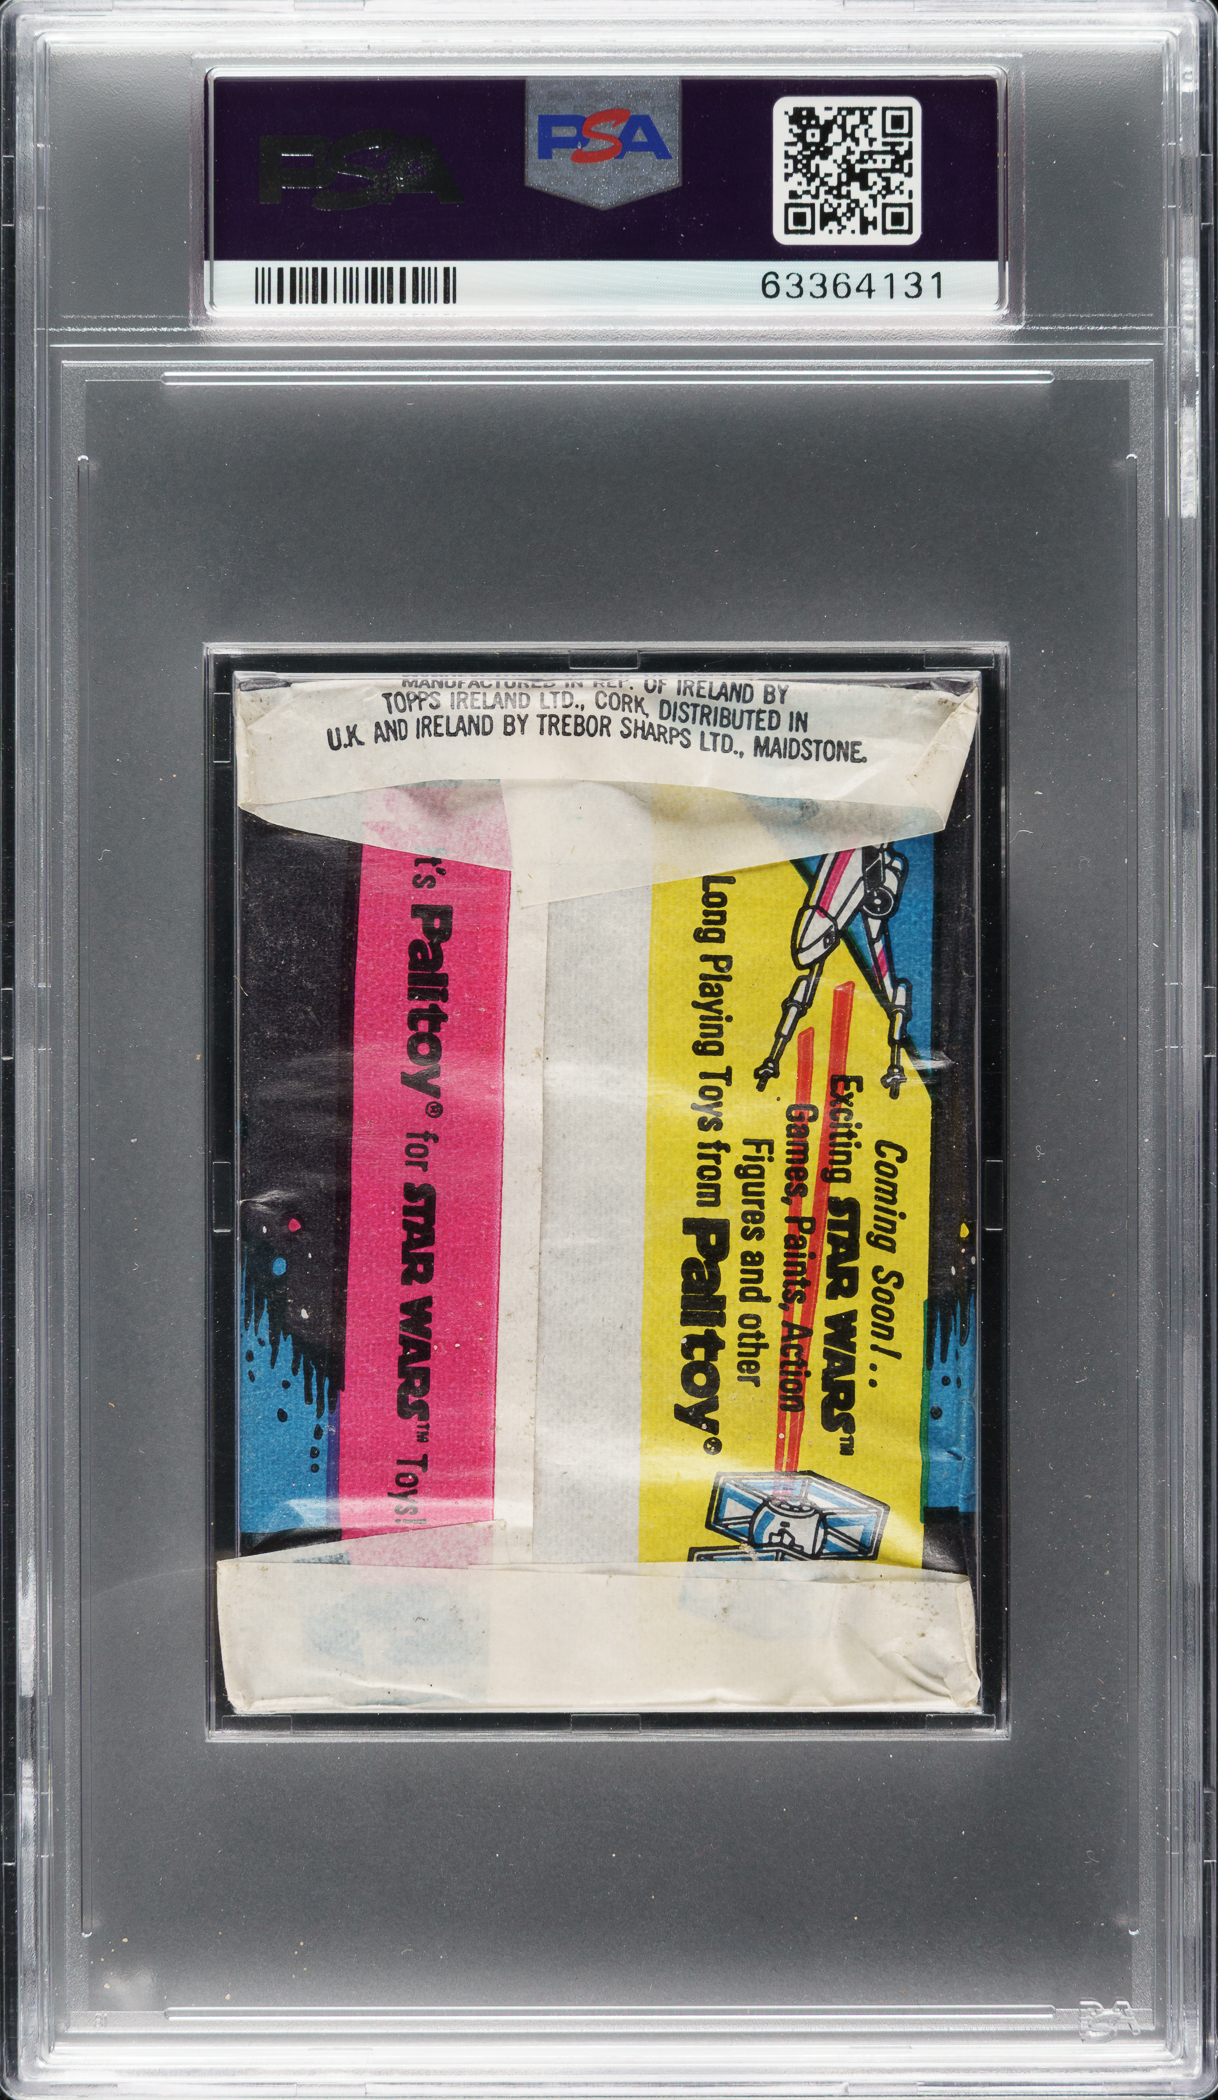 PSA
PSA
63364131
MANUFACTURED IN REP. OF IRELAND BY
TOPPS IRELAND LTD., CORK, DISTRIBUTED IN
U.K. AND IRELAND BY TREBOR SHARPS LTD., MAIDSTONE.
Coming Soon!...
Exciting STAR WARS™
Games, Paints, Action
Figures and other
Long Playing Toys from Palitoy®
t's Palitoy® for STAR WARS™ Toys!
PSA